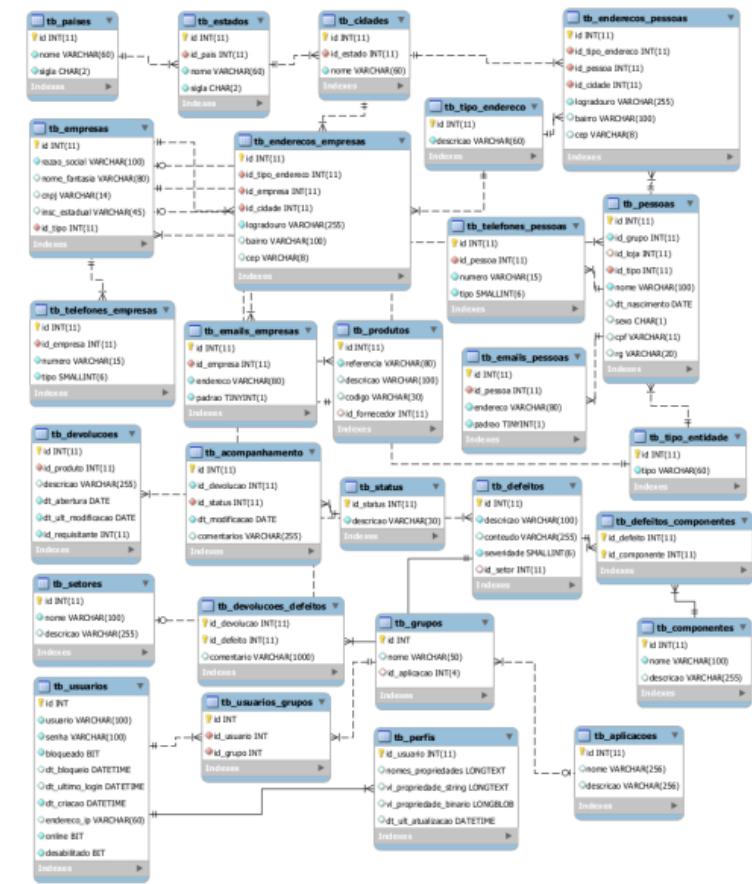 tb_paises
id INT(11)
nome VARCHAR(60)
sigla CHAR(2)
Indexes
tb_estados
id INT(11)
id_pais INT(11)
nome VARCHAR(60)
sigla CHAR(2)
Indexes
tb_cidades
id INT(11)
id_estado INT(11)
nome VARCHAR(60)
Indexes
tb_enderecos_pessoas
id INT(11)
id_tipo_endereco INT(11)
id_pessoa INT(11)
id_cidade INT(11)
logradouro VARCHAR(255)
bairro VARCHAR(100)
cep VARCHAR(8)
Indexes
tb_empresas
id INT(11)
razao_social VARCHAR(100)
nome_fantasia VARCHAR(80)
cnpj VARCHAR(14)
insc_estadual VARCHAR(45)
id_tipo INT(11)
Indexes
tb_enderecos_empresas
id INT(11)
id_tipo_endereco INT(11)
id_empresa INT(11)
id_cidade INT(11)
logradouro VARCHAR(255)
bairro VARCHAR(100)
cep VARCHAR(8)
Indexes
tb_tipo_endereco
id INT(11)
descricao VARCHAR(60)
Indexes
tb_telefones_pessoas
id INT(11)
id_pessoa INT(11)
numero VARCHAR(15)
tipo SMALLINT(6)
Indexes
tb_pessoas
id INT(11)
id_grupo INT(11)
id_loja INT(11)
id_tipo INT(11)
nome VARCHAR(100)
dt_nascimento DATE
sexo CHAR(1)
cpf VARCHAR(11)
rg VARCHAR(20)
Indexes
tb_telefones_empresas
id INT(11)
id_empresa INT(11)
numero VARCHAR(15)
tipo SMALLINT(6)
Indexes
tb_emails_empresas
id INT(11)
id_empresa INT(11)
endereco VARCHAR(80)
padrao TINYINT(1)
Indexes
tb_produtos
id INT(11)
referencia VARCHAR(80)
descricao VARCHAR(100)
codigo VARCHAR(30)
id_fornecedor INT(11)
Indexes
tb_emails_pessoas
id INT(11)
id_pessoa INT(11)
endereco VARCHAR(80)
padrao TINYINT(1)
Indexes
tb_tipo_entidade
id INT(11)
tipo VARCHAR(60)
Indexes
tb_devolucoes
id INT(11)
id_produto INT(11)
descricao VARCHAR(255)
dt_abertura DATE
dt_ult_modificacao DATE
id_requisitante INT(11)
Indexes
tb_acompanhamento
id INT(11)
id_devolucao INT(11)
id_status INT(11)
dt_modificacao DATE
comentarios VARCHAR(255)
Indexes
tb_status
id_status INT(11)
descricao VARCHAR(30)
Indexes
tb_defeitos
id INT(11)
descricao VARCHAR(100)
conteudo VARCHAR(255)
severidade SMALLINT(6)
id_setor INT(11)
Indexes
tb_defeitos_componentes
id_defeito INT(11)
id_componente INT(11)
Indexes
tb_setores
id INT(11)
nome VARCHAR(100)
descricao VARCHAR(255)
Indexes
tb_devolucoes_defeitos
id_devolucao INT(11)
id_defeito INT(11)
comentario VARCHAR(1000)
Indexes
tb_grupos
id INT
nome VARCHAR(50)
id_aplicacao INT(4)
Indexes
tb_componentes
id INT(11)
nome VARCHAR(100)
descricao VARCHAR(255)
Indexes
tb_usuarios
id INT
usuario VARCHAR(100)
senha VARCHAR(100)
bloqueado BIT
dt_bloqueio DATETIME
dt_ultimo_login DATETIME
dt_criacao DATETIME
endereco_ip VARCHAR(60)
online BIT
desabilitado BIT
Indexes
tb_usuarios_grupos
id INT
id_usuario INT
id_grupo INT
Indexes
tb_perfis
id_usuario INT(11)
nomes_propriedades LONGTEXT
vl_propriedade_string LONGTEXT
vl_propriedade_binario LONGBLOB
dt_ult_atualizacao DATETIME
Indexes
tb_aplicacoes
id INT(11)
nome VARCHAR(256)
descricao VARCHAR(256)
Indexes